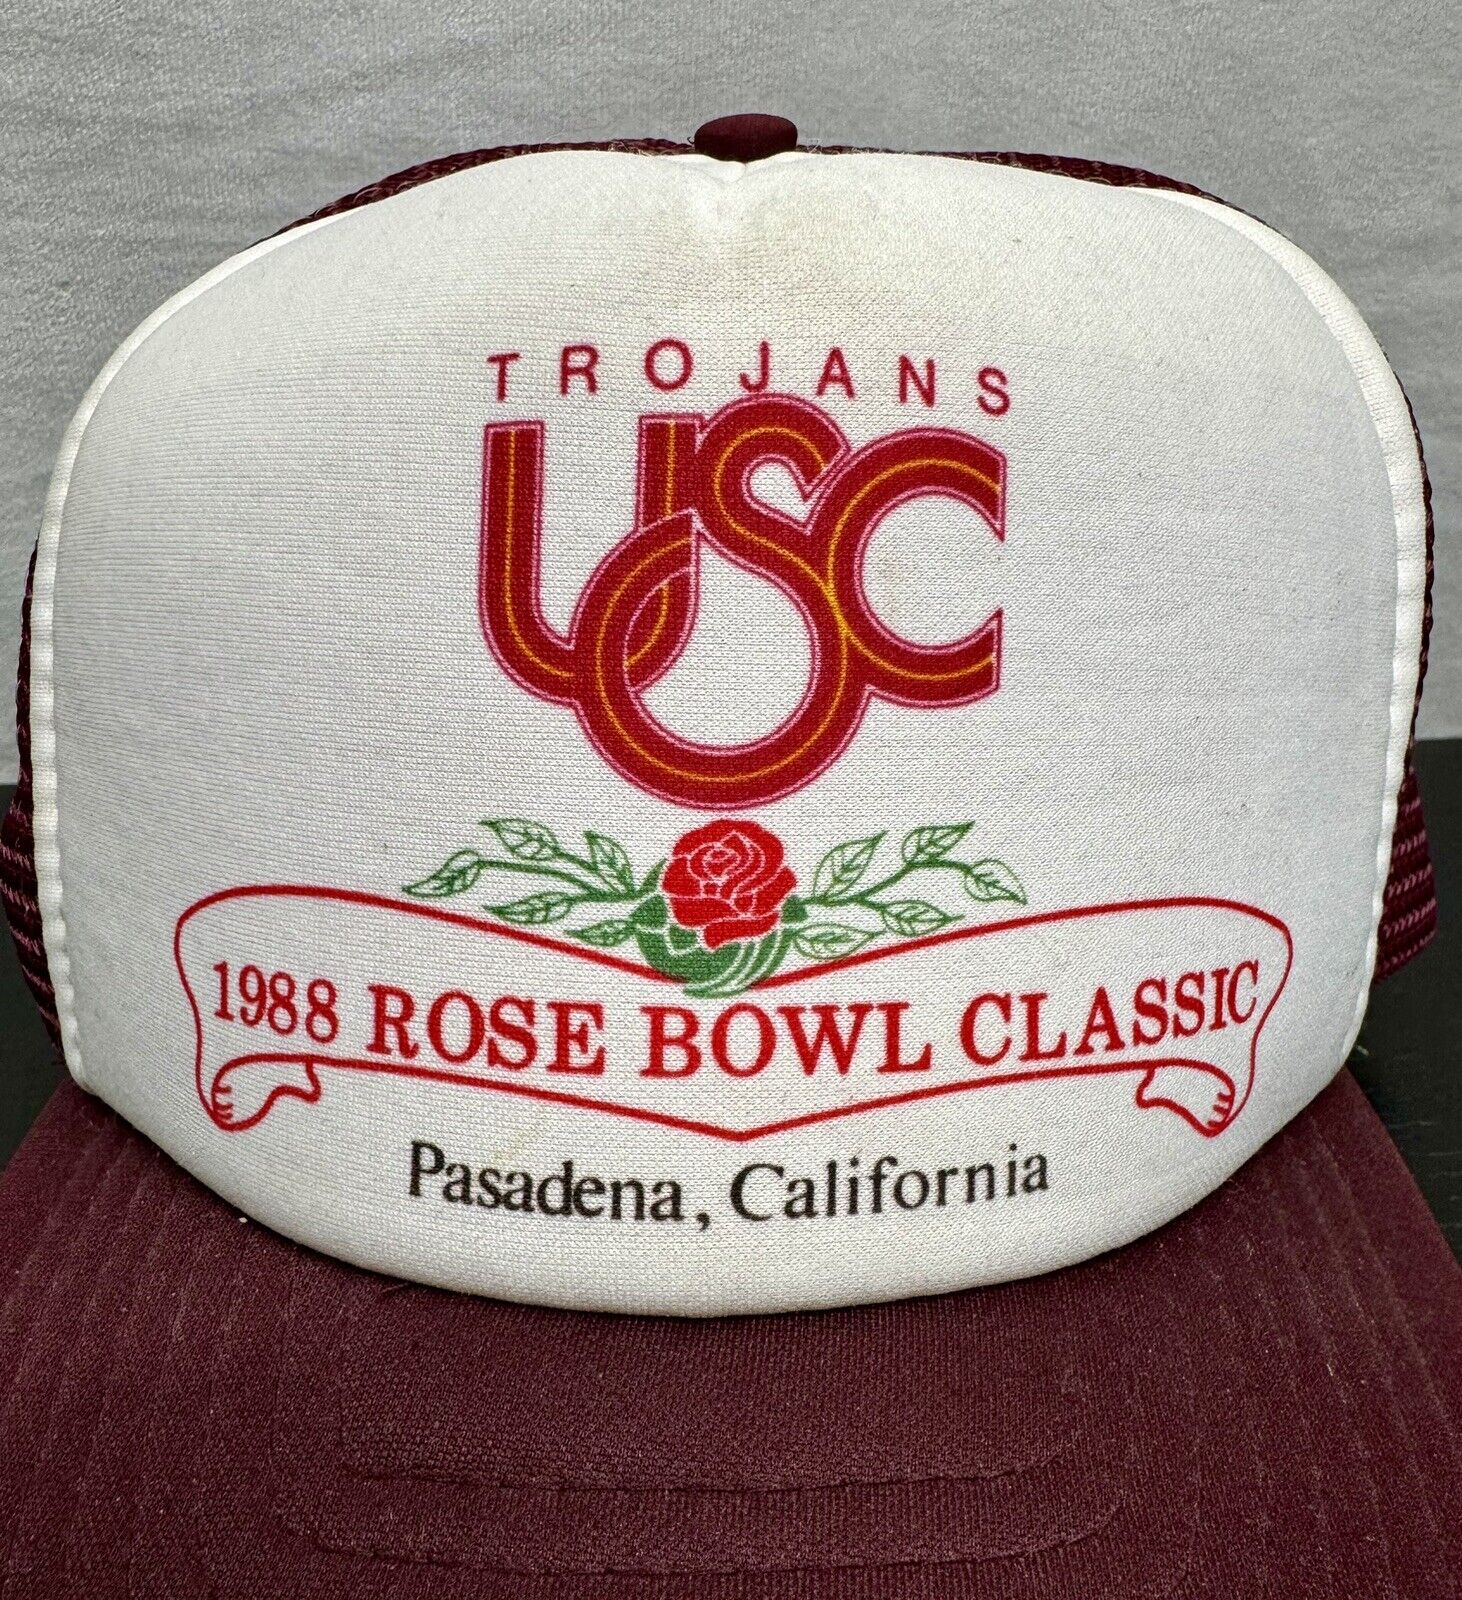 TROJANS
USC
1988 ROSE BOWL CLASSIC
Pasadena, California